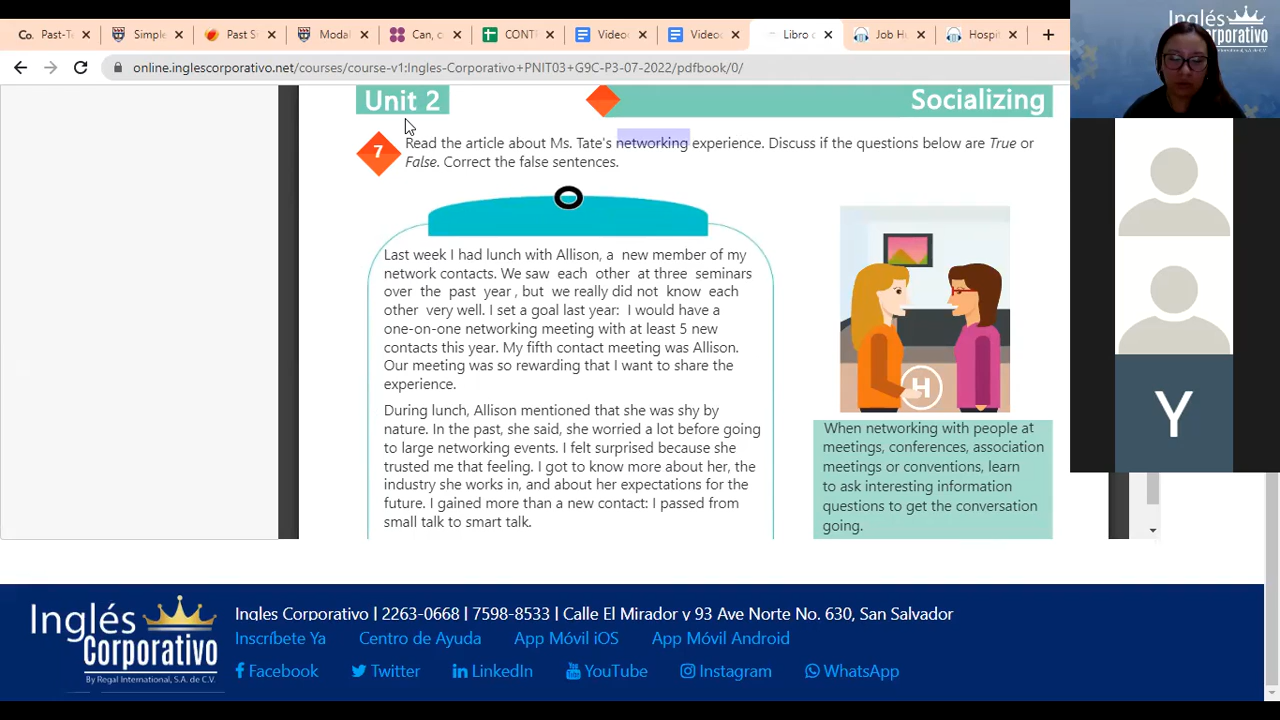 Co. Past-Te
Simple
Past S
Modal
Can, c
CONT
Videoc
Videoc
Libro c
Job H
Hospit
online.inglescorporativo.net/courses/course-v1:Ingles-Corporativo+PNIT03+G9C-P3-07-2022/pdfbook/0/
Inglés
Corporativo
Unit 2
Socializing
7
Read the article about Ms. Tate's networking experience. Discuss if the questions below are True or
False. Correct the false sentences.
Last week I had lunch with Allison, a new member of my
network contacts. We saw each other at three seminars
over the past year , but we really did not know each
other very well. I set a goal last year: I would have a
one-on-one networking meeting with at least 5 new
contacts this year. My fifth contact meeting was Allison.
Our meeting was so rewarding that I want to share the
experience.
During lunch, Allison mentioned that she was shy by
nature. In the past, she said, she worried a lot before going
to large networking events. I felt surprised because she
trusted me that feeling. I got to know more about her, the
industry she works in, and about her expectations for the
future. I gained more than a new contact: I passed from
small talk to smart talk.
H
When networking with people at
meetings, conferences, association
meetings or conventions, learn
to ask interesting information
questions to get the conversation
going.
Y
Inglés
Corporativo
By Regal International, S.A. de C.V.
Ingles Corporativo | 2263-0668 | 7598-8533 | Calle El Mirador y 93 Ave Norte No. 630, San Salvador
Inscríbete Ya
Centro de Ayuda
App Móvil iOS
App Móvil Android
Facebook
Twitter
LinkedIn
YouTube
Instagram
WhatsApp